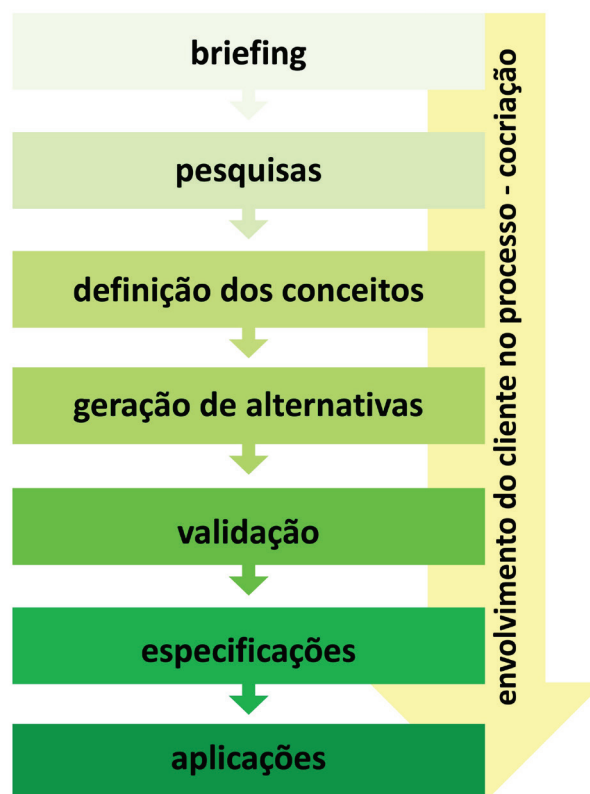 briefing
pesquisas
definição dos conceitos
geração de alternativas
validação
especificações
aplicações
envolvimento do cliente no processo - cocriação